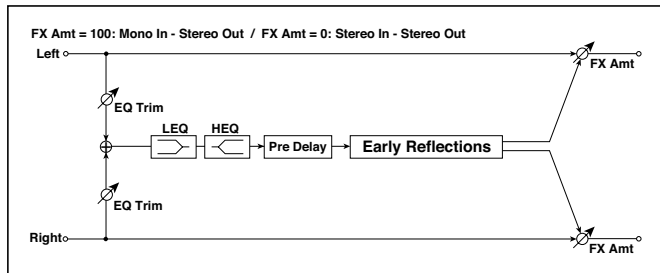 FX Amt = 100: Mono In - Stereo Out / FX Amt = 0: Stereo In - Stereo Out
Left
FX Amt
EQ Trim
LEQ
HEQ
Pre Delay
Early Reflections
EQ Trim
Right
FX Amt